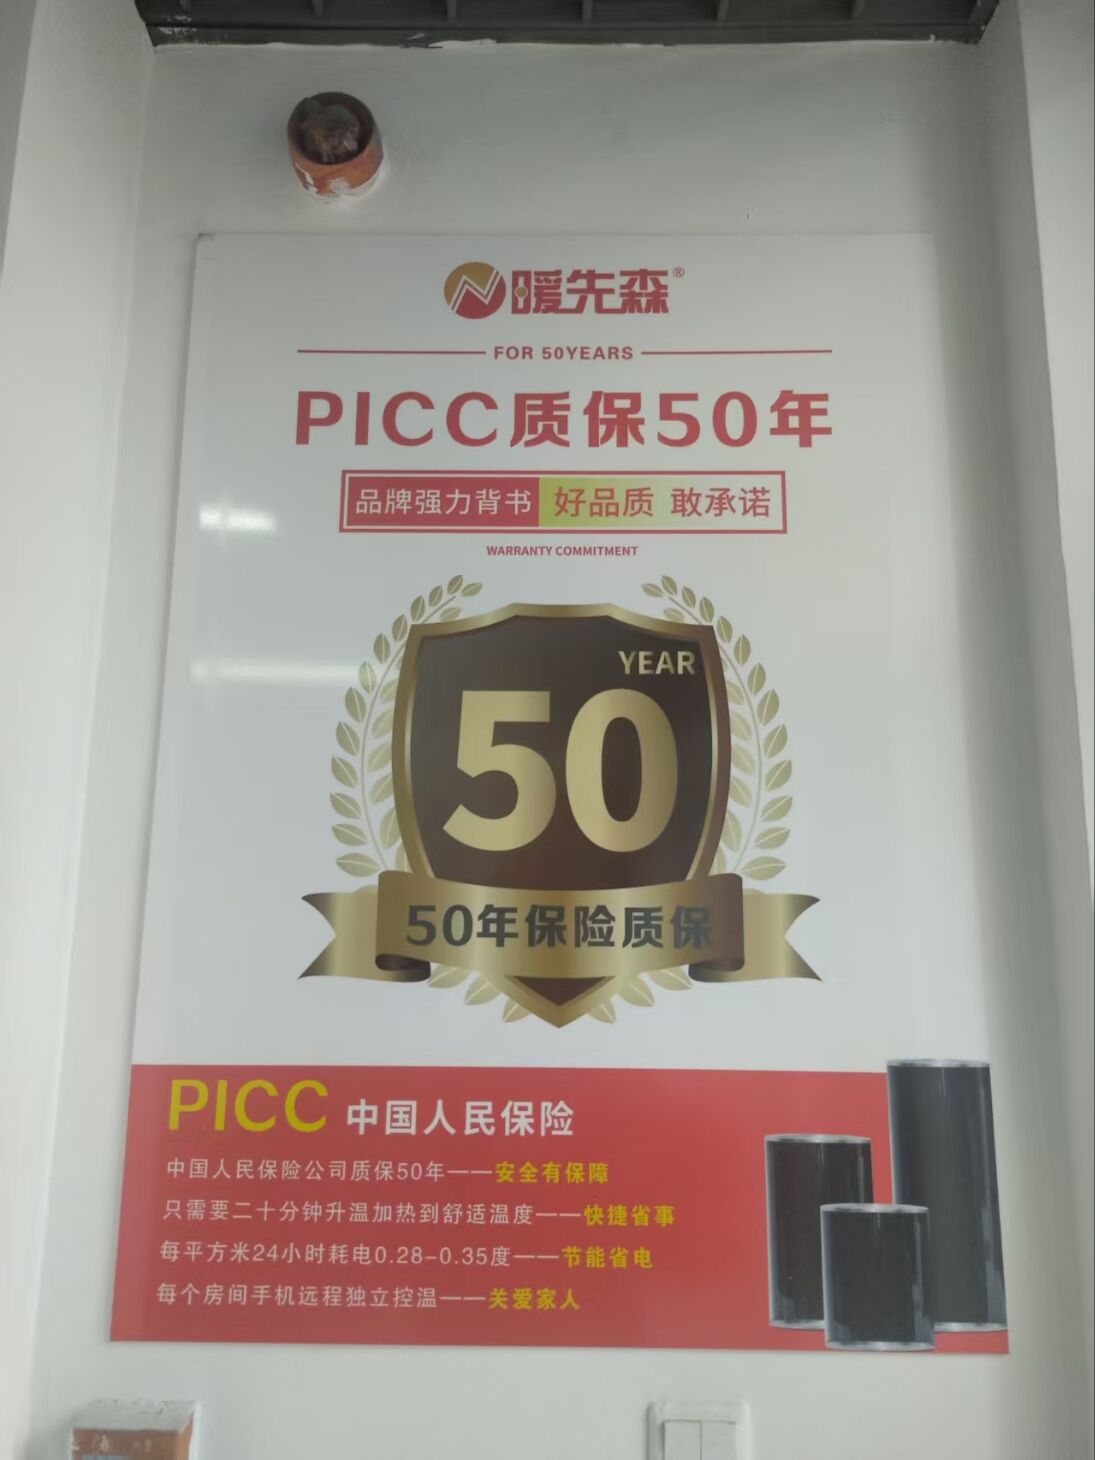 暖先森®
FOR 50YEARS
PICC质保50年
品牌强力背书 好品质 敢承诺
WARRANTY COMMITMENT
YEAR
50
50年保险质保
PICC 中国人民保险
中国人民保险公司质保50年——安全有保障
只需要二十分钟升温加热到舒适温度——快捷省事
每平方米24小时耗电0.28-0.35度——节能省电
每个房间手机远程独立控温——关爱家人